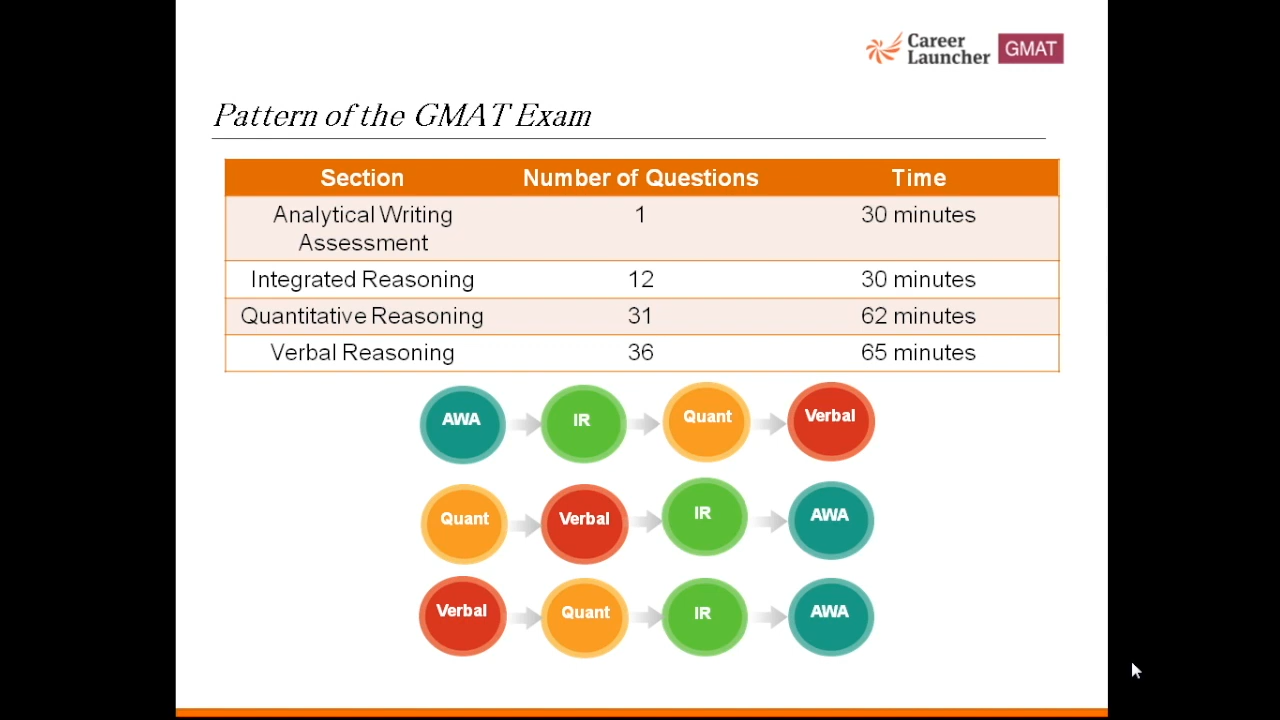 Career
Launcher GMAT
Pattern of the GMAT Exam
Section Number of Questions Time
Analytical Writing
Assessment 1 30 minutes
Integrated Reasoning 12 30 minutes
Quantitative Reasoning 31 62 minutes
Verbal Reasoning 36 65 minutes
AWA IR Quant Verbal
Quant Verbal IR AWA
Verbal Quant IR AWA